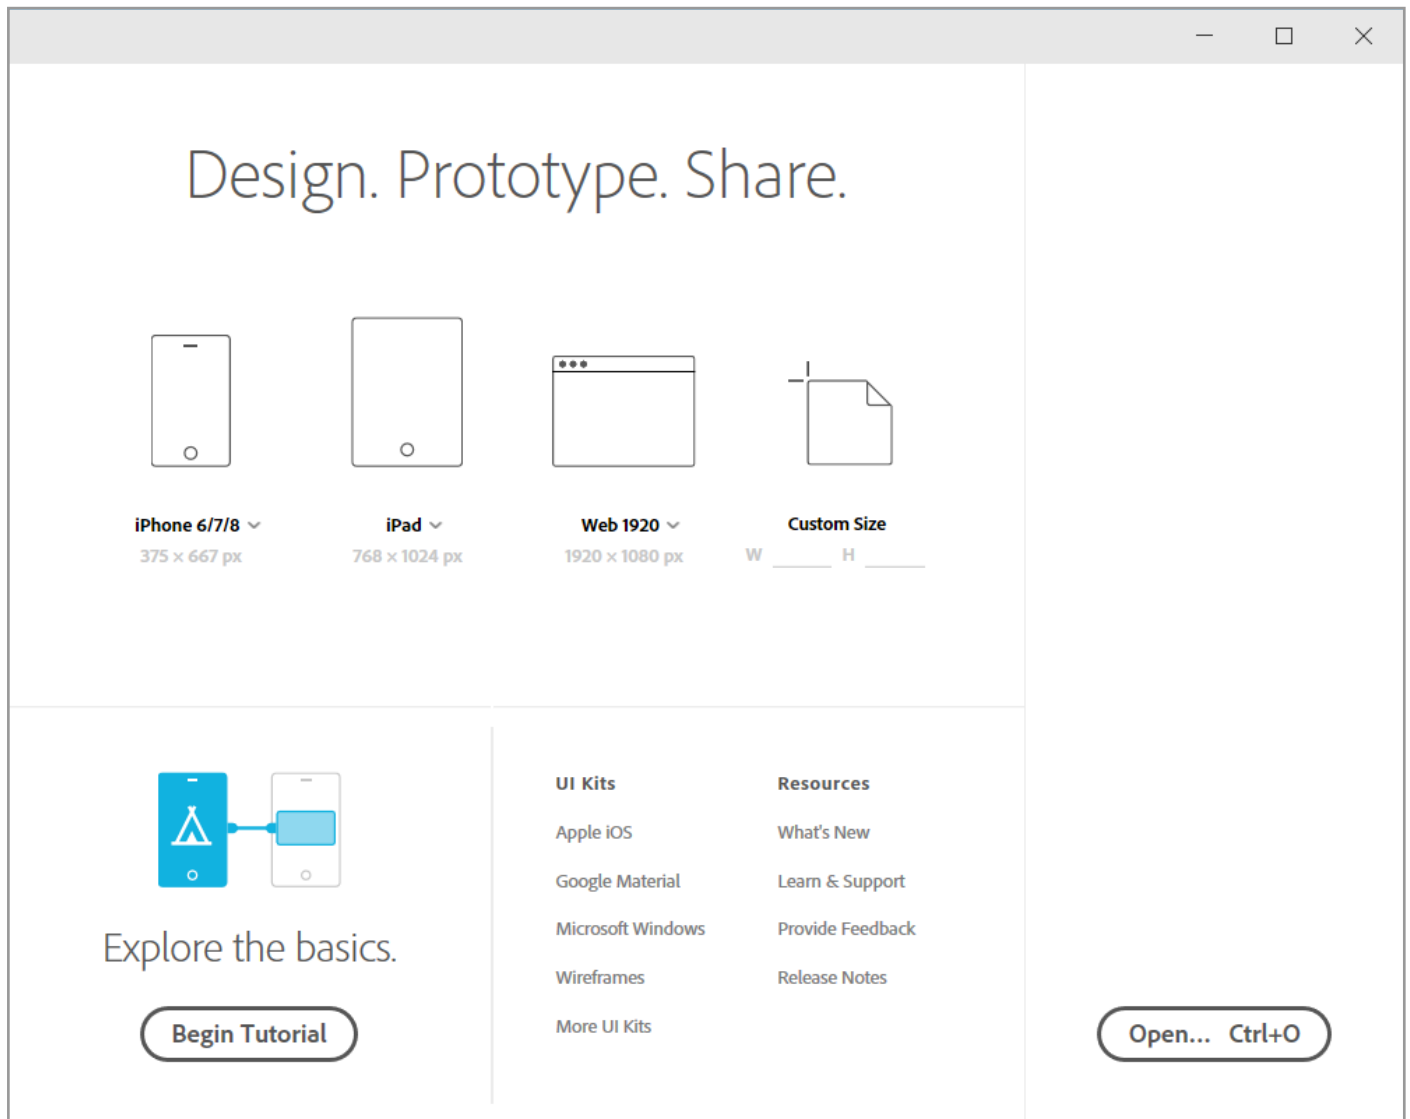 Design. Prototype. Share.
iPhone 6/7/8
375 × 667 px
iPad
768 × 1024 px
Web 1920
1920 × 1080 px
Custom Size
W H
Explore the basics.
Begin Tutorial
UI Kits
Apple iOS
Google Material
Microsoft Windows
Wireframes
More UI Kits
Resources
What's New
Learn & Support
Provide Feedback
Release Notes
Open... Ctrl+O